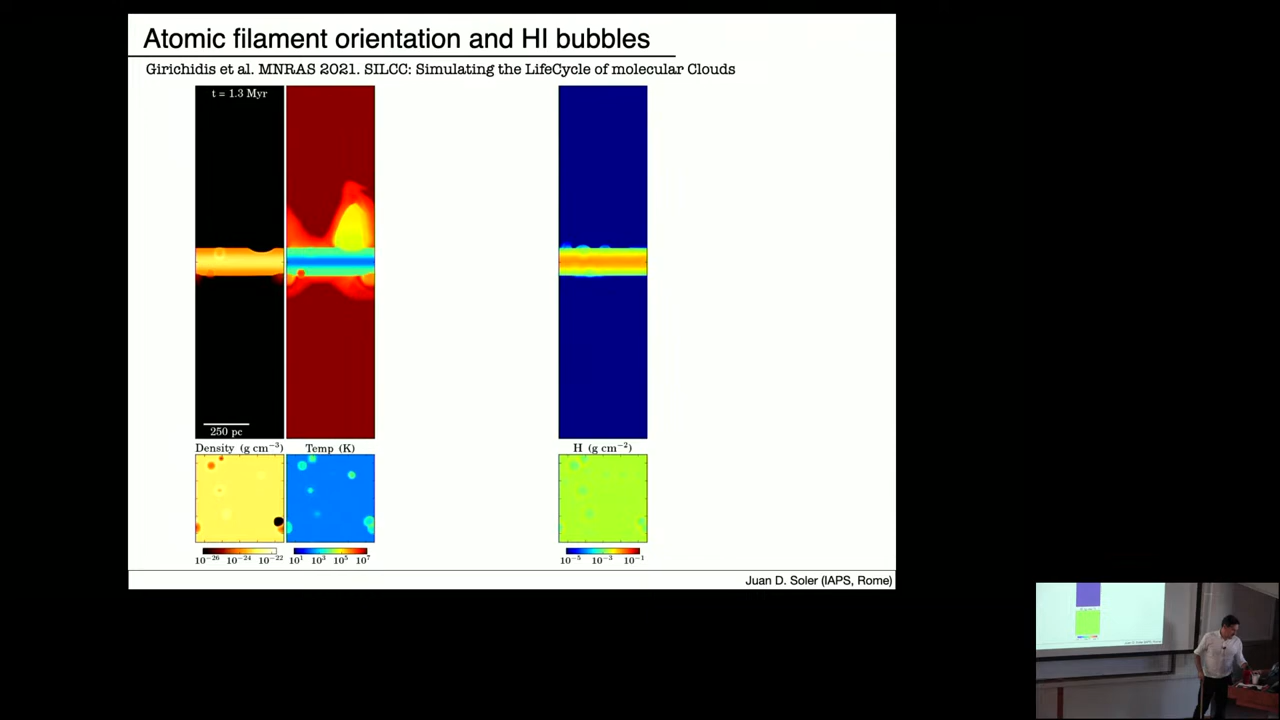 Atomic filament orientation and HI bubbles
Girichidis et al. MNRAS 2021. SILCC: Simulating the LifeCycle of molecular Clouds
t = 1.3 Myr
250 pc
Density (g cm⁻³) Temp (K) H (g cm⁻²)
10⁻²⁶ 10⁻²⁴ 10⁻²² 10¹ 10³ 10⁵ 10⁷ 10⁻⁵ 10⁻³ 10⁻¹
Juan D. Soler (IAPS, Rome)